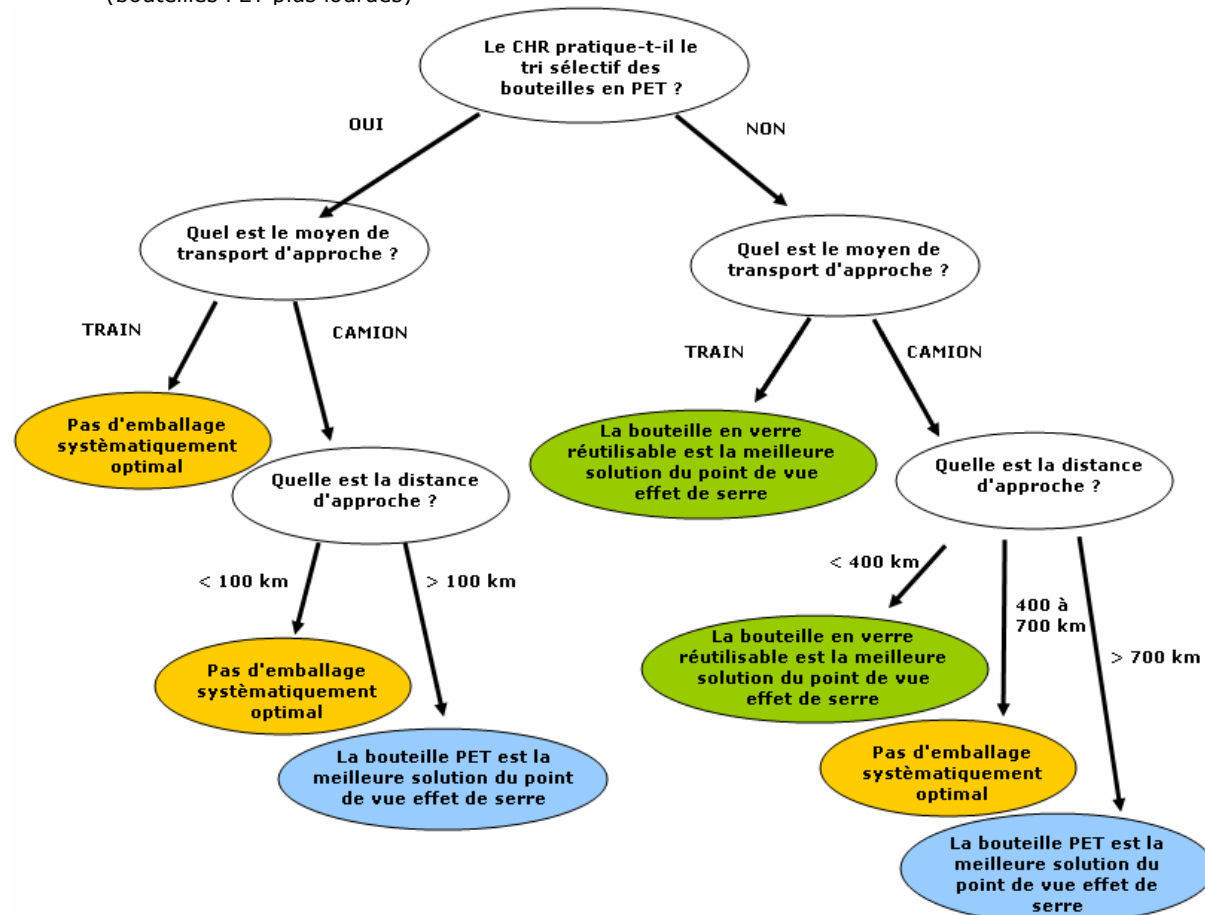 (bouteilles PET plus lourdes)
Le CHR pratique-t-il le
tri sélectif des
bouteilles en PET ?
OUI
NON
Quel est le moyen de
transport d'approche ?
Quel est le moyen de
transport d'approche ?
TRAIN
CAMION
TRAIN
CAMION
Pas d'emballage
systèmatiquement
optimal
La bouteille en verre
réutilisable est la meilleure
solution du point de vue
effet de serre
Quelle est la distance
d'approche ?
Quelle est la distance
d'approche ?
< 100 km
> 100 km
< 400 km
400 à
700 km
> 700 km
Pas d'emballage
systèmatiquement
optimal
La bouteille en verre
réutilisable est la meilleure
solution du point de vue
effet de serre
La bouteille PET est la
meilleure solution du point
de vue effet de serre
Pas d'emballage
systèmatiquement
optimal
La bouteille PET est la
meilleure solution du
point de vue effet de
serre